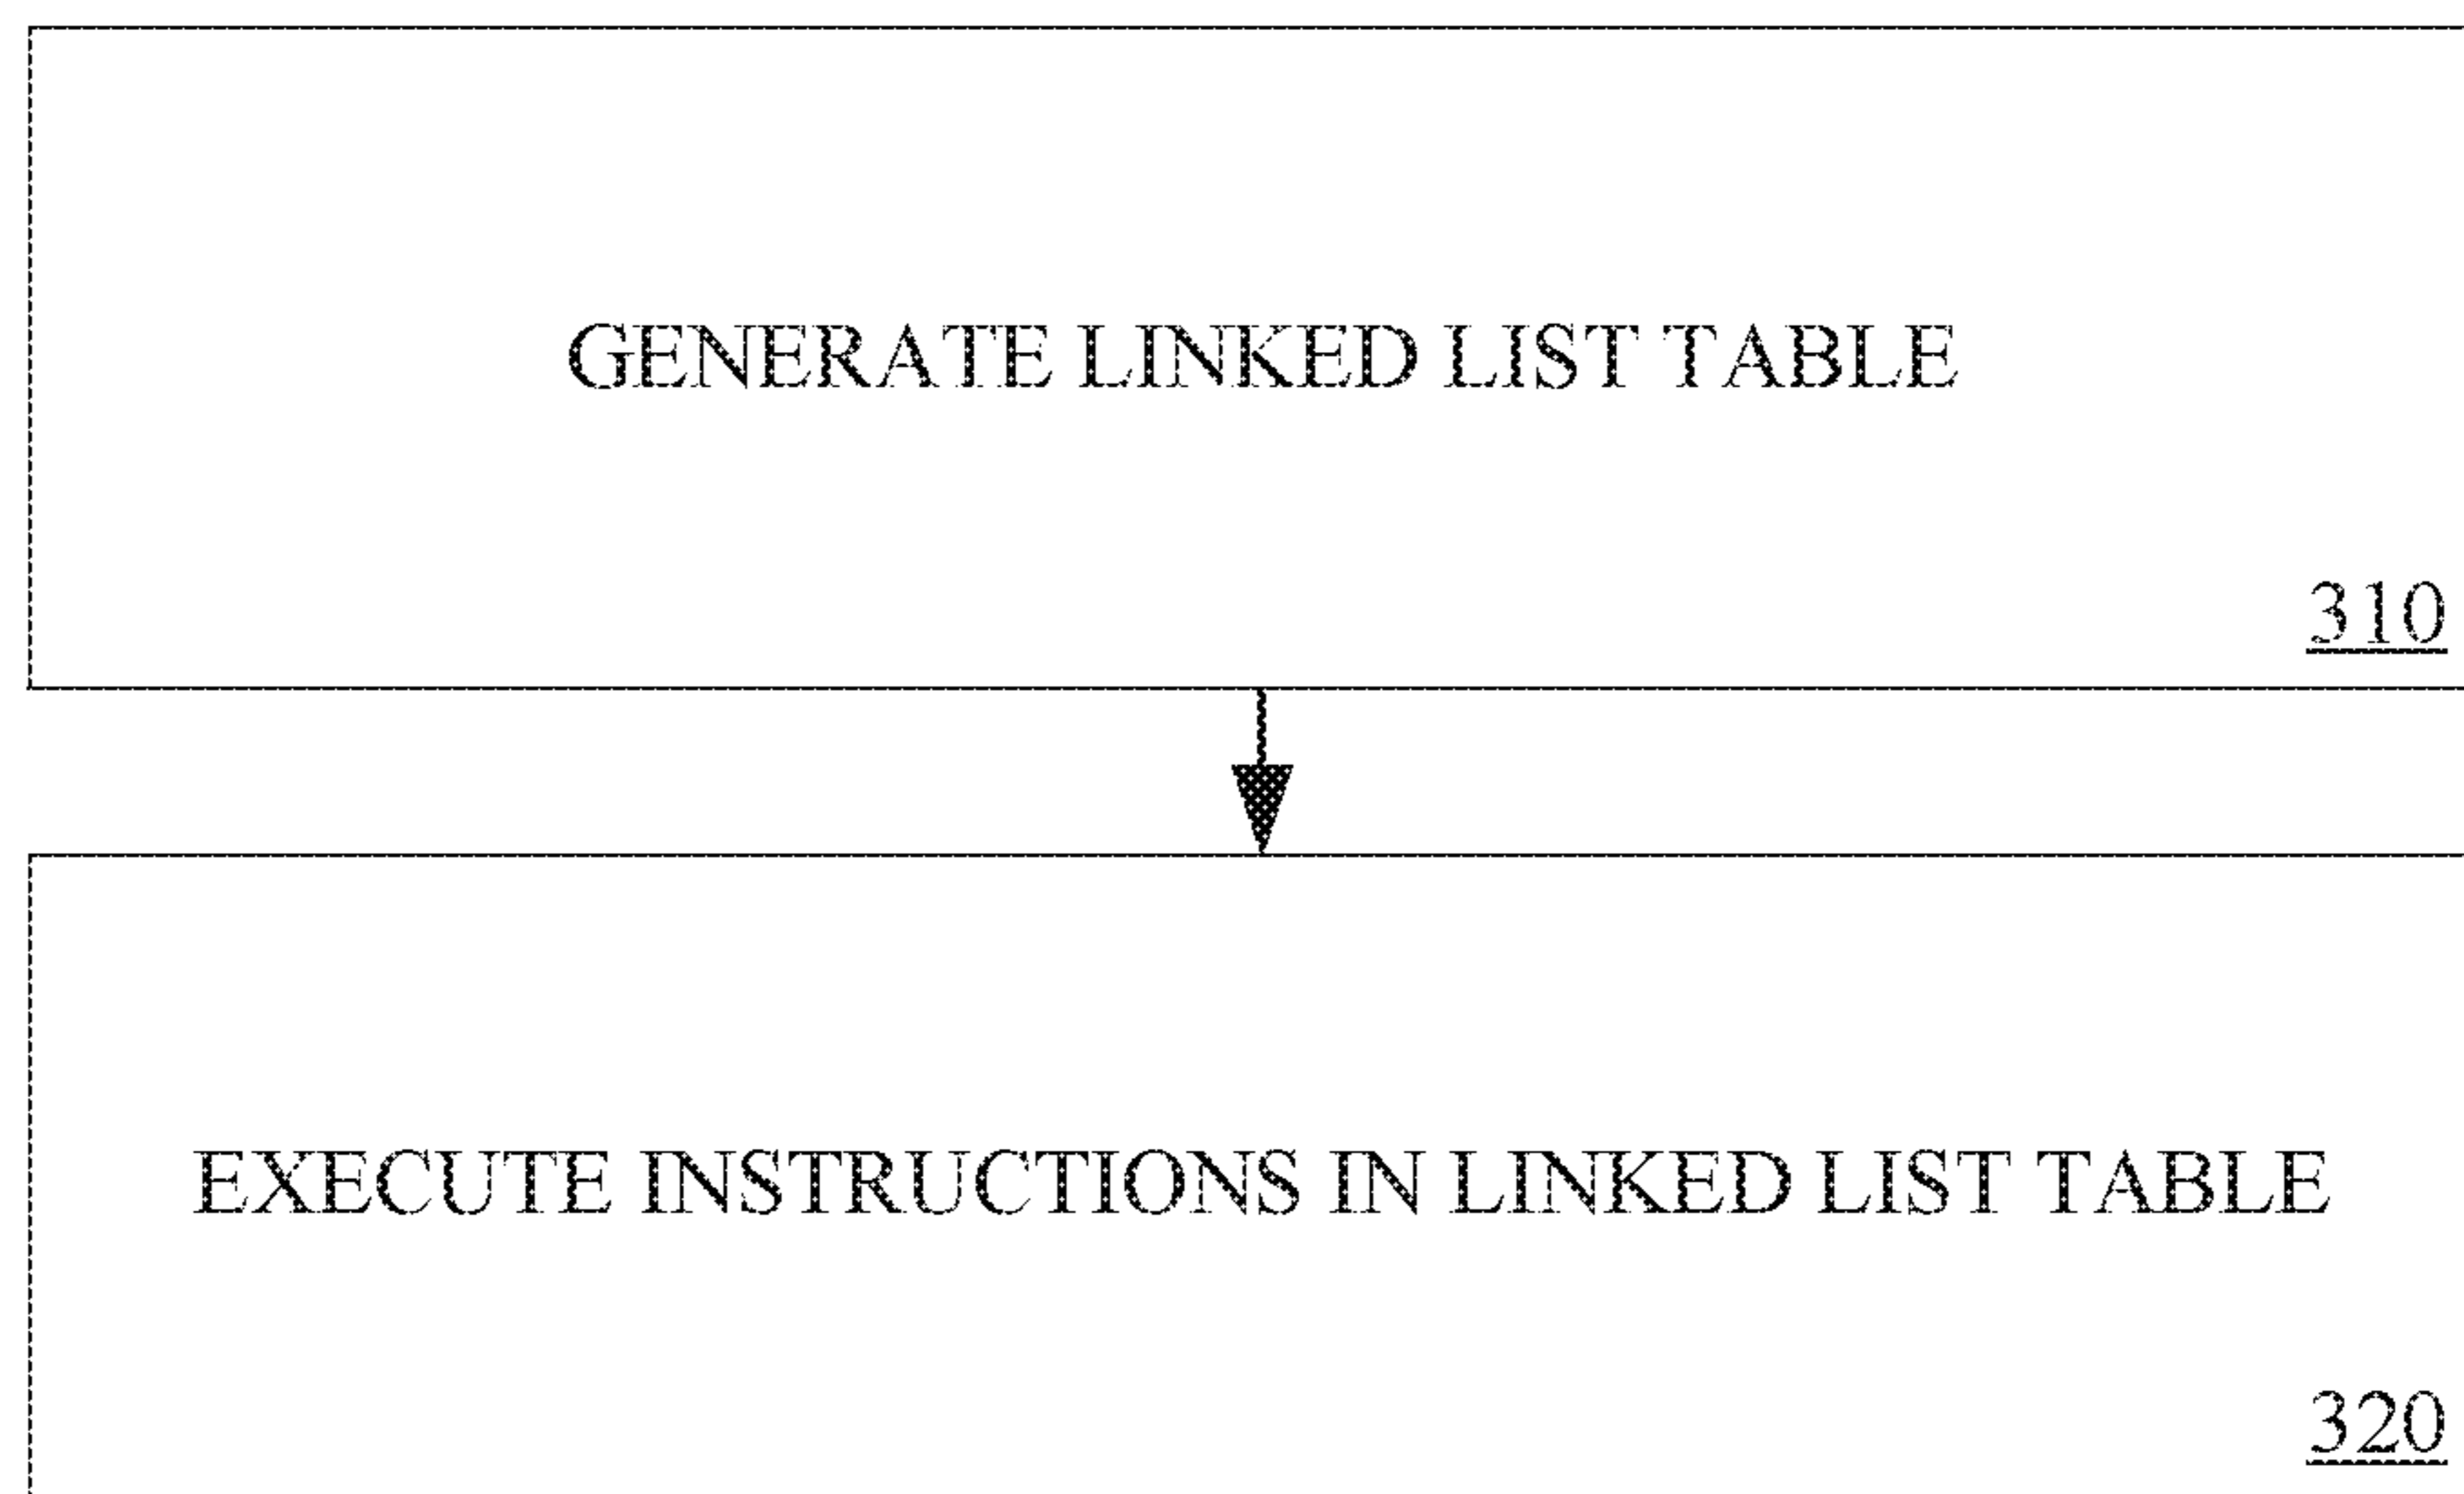 GENERATE LINKED LIST TABLE
310
EXECUTE INSTRUCTIONS IN LINKED LIST TABLE
320